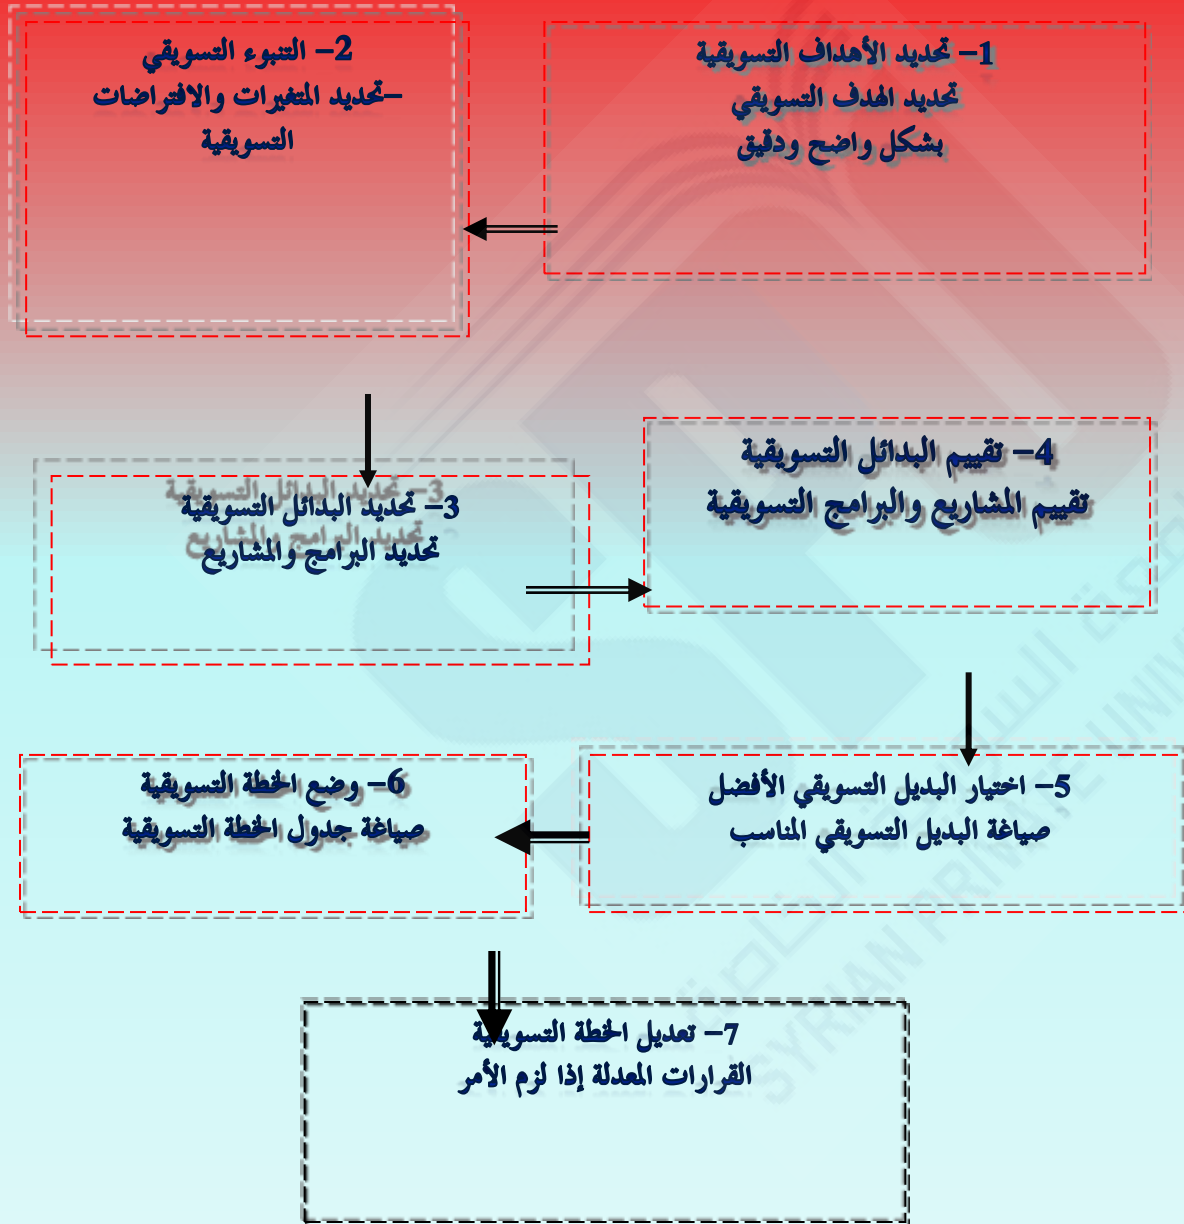 1– تحديد الأهداف التسويقية
تحديد الهدف التسويقي
بشكل واضح ودقيق
2– التنبوء التسويقي
–تحديد المتغيرات والافتراضات
التسويقية
3– تحديد البدائل التسويقية
تحديد البرامج والمشاريع
4– تقييم البدائل التسويقية
تقييم المشاريع والبرامج التسويقية
5– اختيار البديل التسويقي الأفضل
صياغة البديل التسويقي المناسب
6– وضع الخطة التسويقية
صياغة جدول الخطة التسويقية
7– تعديل الخطة التسويقية
القرارات المعدلة إذا لزم الأمر
SYRIAN PRIVATE